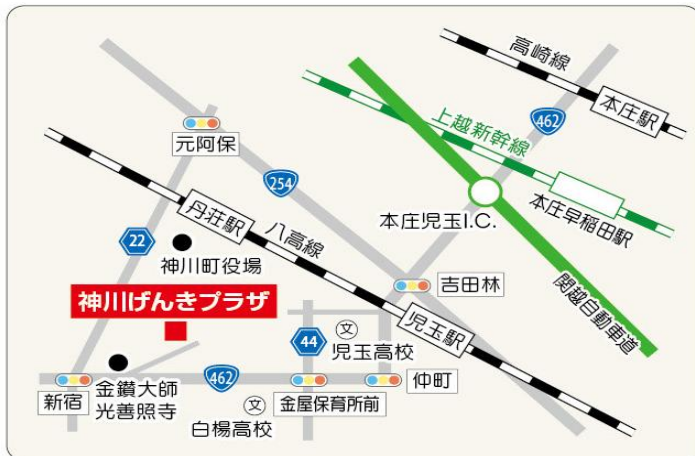 高崎線
本庄駅
462
上越新幹線
元阿保
254
本庄早稲田駅
本庄児玉I.C.
丹荘駅
八高線
22
神川町役場
関越自動車道
吉田林
神川げんきプラザ
児玉駅
44
文
児玉高校
金鑚大師
光善照寺
462
新宿
文
白楊高校
金屋保育所前
仲町